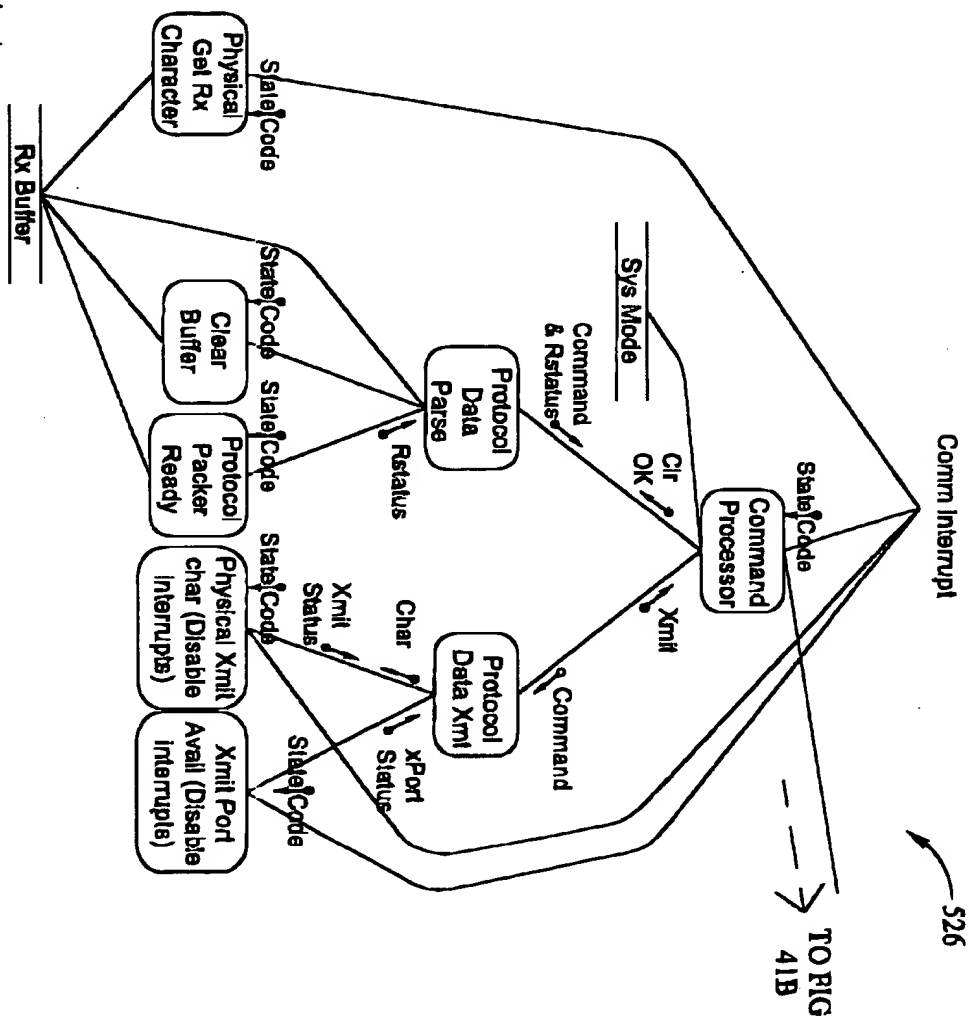 526
Comm Interrupt
TO FIG
41B
State Code
Command
Processor
Sys Mode
Clr
OK
Xmit
Command
& Rstatus
Command
Protocol
Data
Parse
Protocol
Data Xmt
Rstatus
Char
Xmit
Status
xPort
Status
State Code
Physical
Get Rx
Character
State Code
Clear
Buffer
State Code
Protocol
Packer
Ready
State Code
Physical Xmit
char (Disable
interrupts)
State Code
Xmit Port
Avail (Disable
interrupts)
Rx Buffer